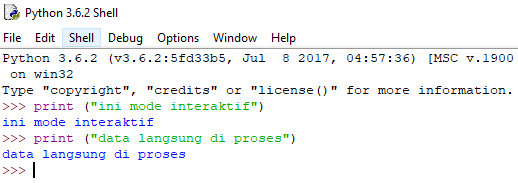 Python 3.6.2 Shell
File Edit Shell Debug Options Window Help
Python 3.6.2 (v3.6.2:5fd33b5, Jul  8 2017, 04:57:36) [MSC v.1900
 on win32
Type "copyright", "credits" or "license()" for more information.
>>> print ("ini mode interaktif")
ini mode interaktif
>>> print ("data langsung di proses")
data langsung di proses
>>>